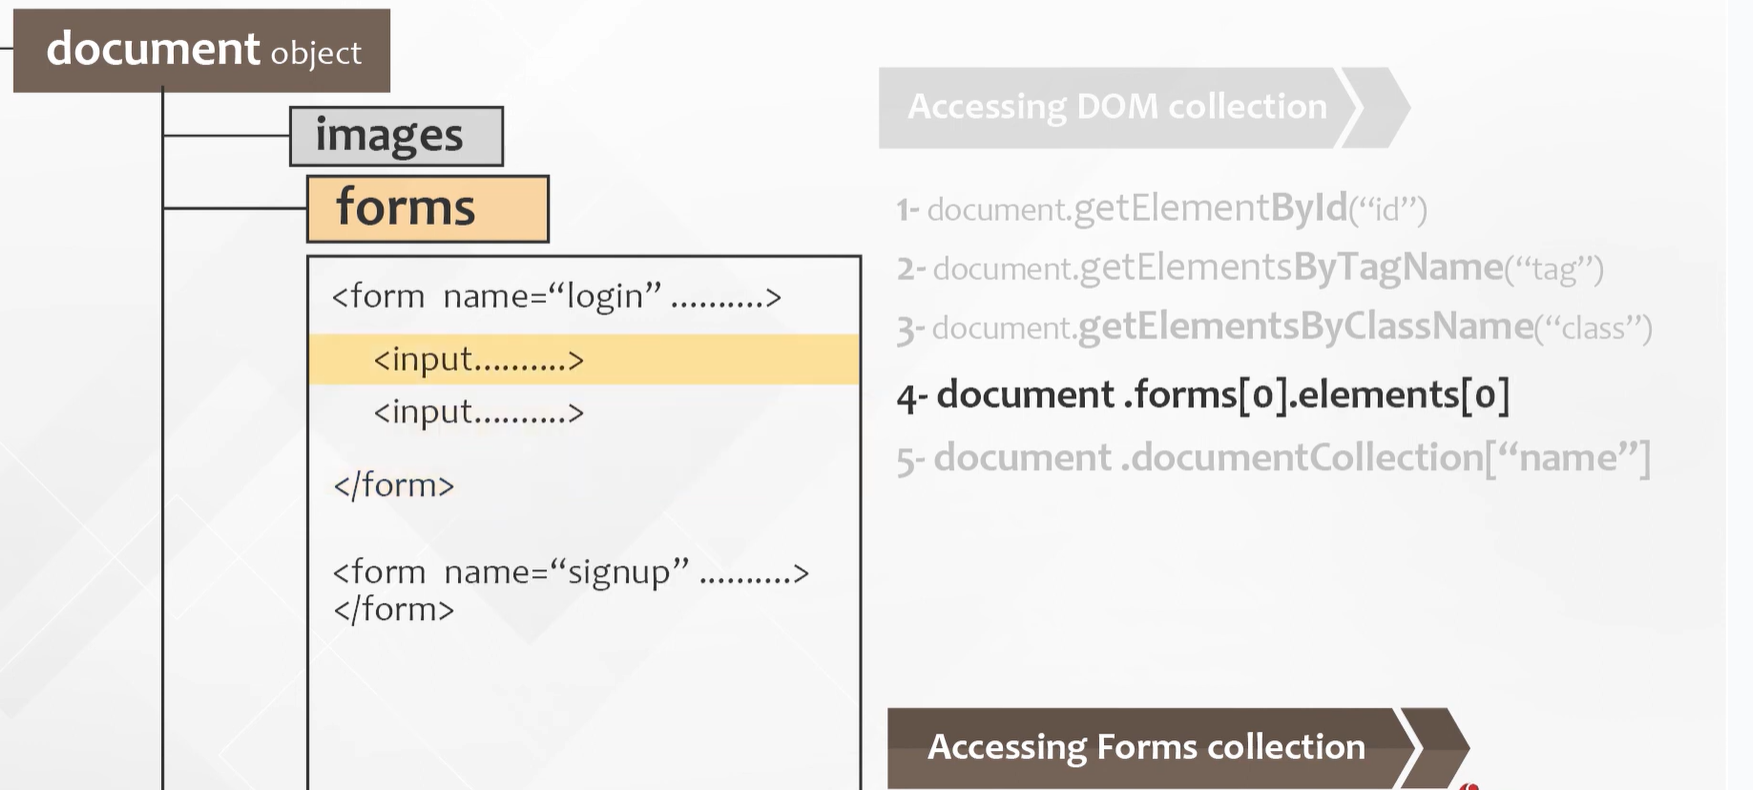 document object
images
forms
<form name=“login” ..........>
<input..........>
<input..........>
</form>
<form name=“signup” ..........>
</form>
Accessing DOM collection
1- document.getElementById(“id”)
2- document.getElementsByTagName(“tag”)
3- document.getElementsByClassName(“class”)
4- document .forms[0].elements[0]
5- document .documentCollection[“name”]
Accessing Forms collection